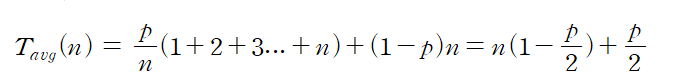 T_avg(n) = p/n(1+2+3...+n)+(1−p)n = n(1−p/2)+p/2